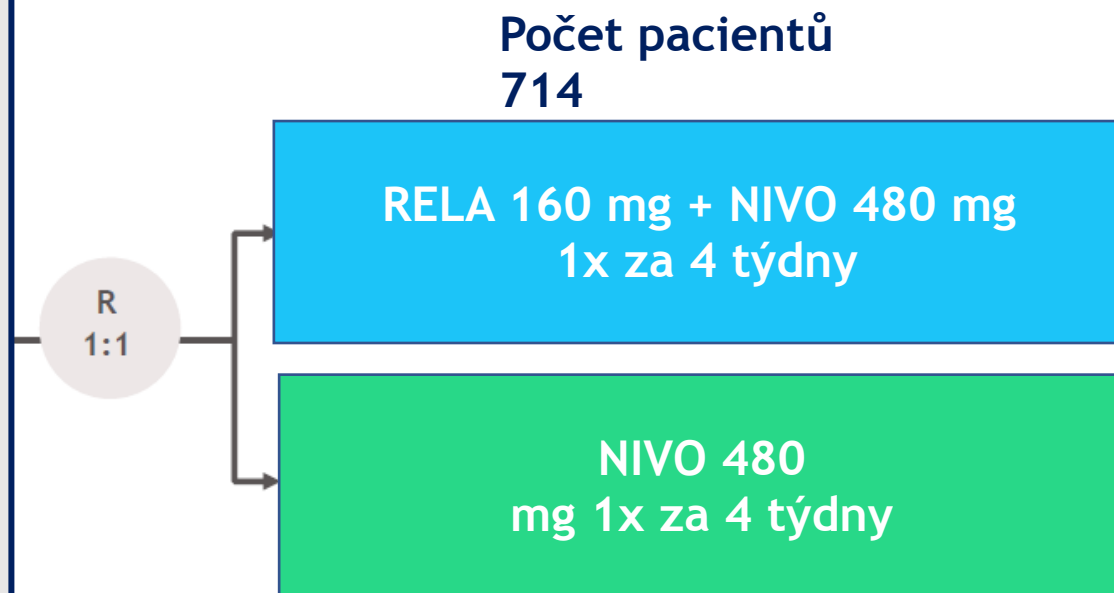 Počet pacientů
714
RELA 160 mg + NIVO 480 mg
1x za 4 týdny
R
1:1
NIVO 480
mg 1x za 4 týdny